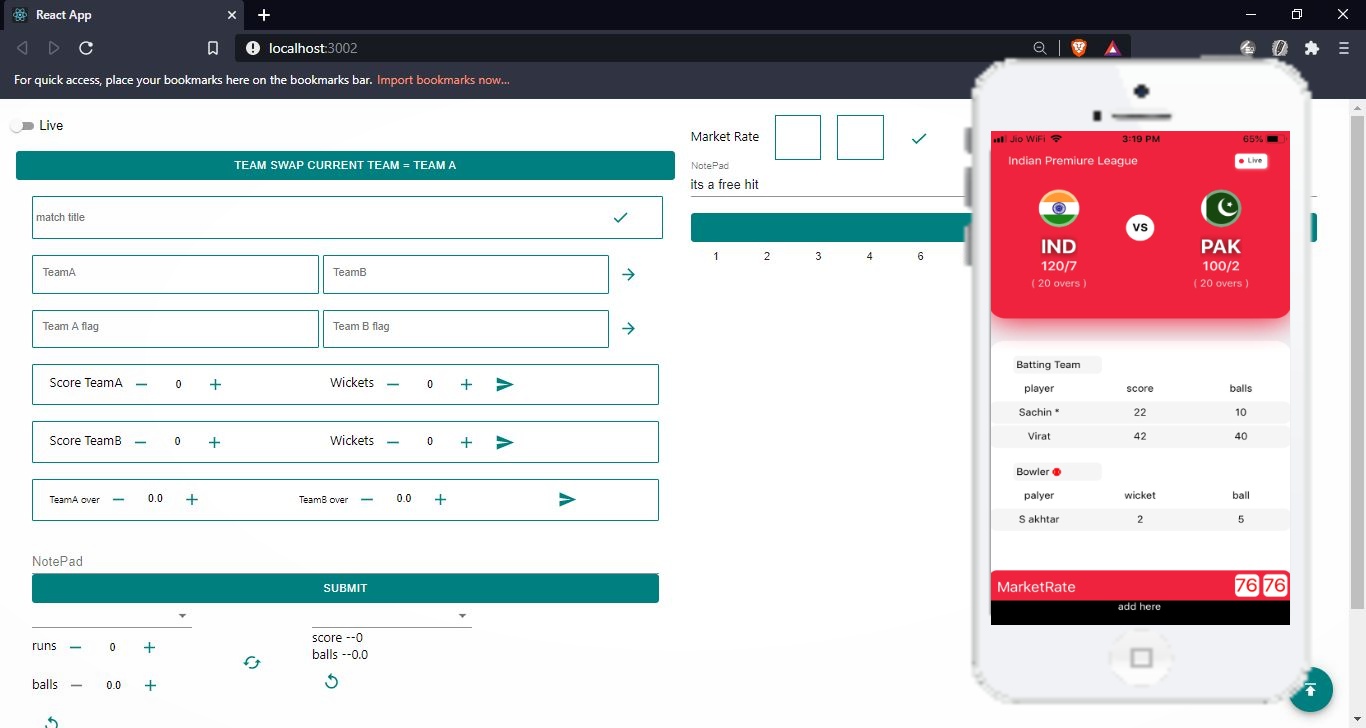 React App
localhost:3002
For quick access, place your bookmarks here on the bookmarks bar. Import bookmarks now...
Live
TEAM SWAP CURRENT TEAM = TEAM A
match title
TeamA TeamB
Team A flag Team B flag
Score TeamA 0 Wickets 0
Score TeamB 0 Wickets 0
TeamA over 0.0 TeamB over 0.0
NotePad
SUBMIT
runs 0
balls 0.0
score --0
balls --0.0
Market Rate
NotePad
its a free hit
1 2 3 4 6
Jio WiFi 3:19 PM 65%
Indian Premiure League Live
VS
IND PAK
120/7 100/2
( 20 overs ) ( 20 overs )
Batting Team
player score balls
Sachin * 22 10
Virat 42 40
Bowler
palyer wicket ball
S akhtar 2 5
MarketRate 76 76
add here